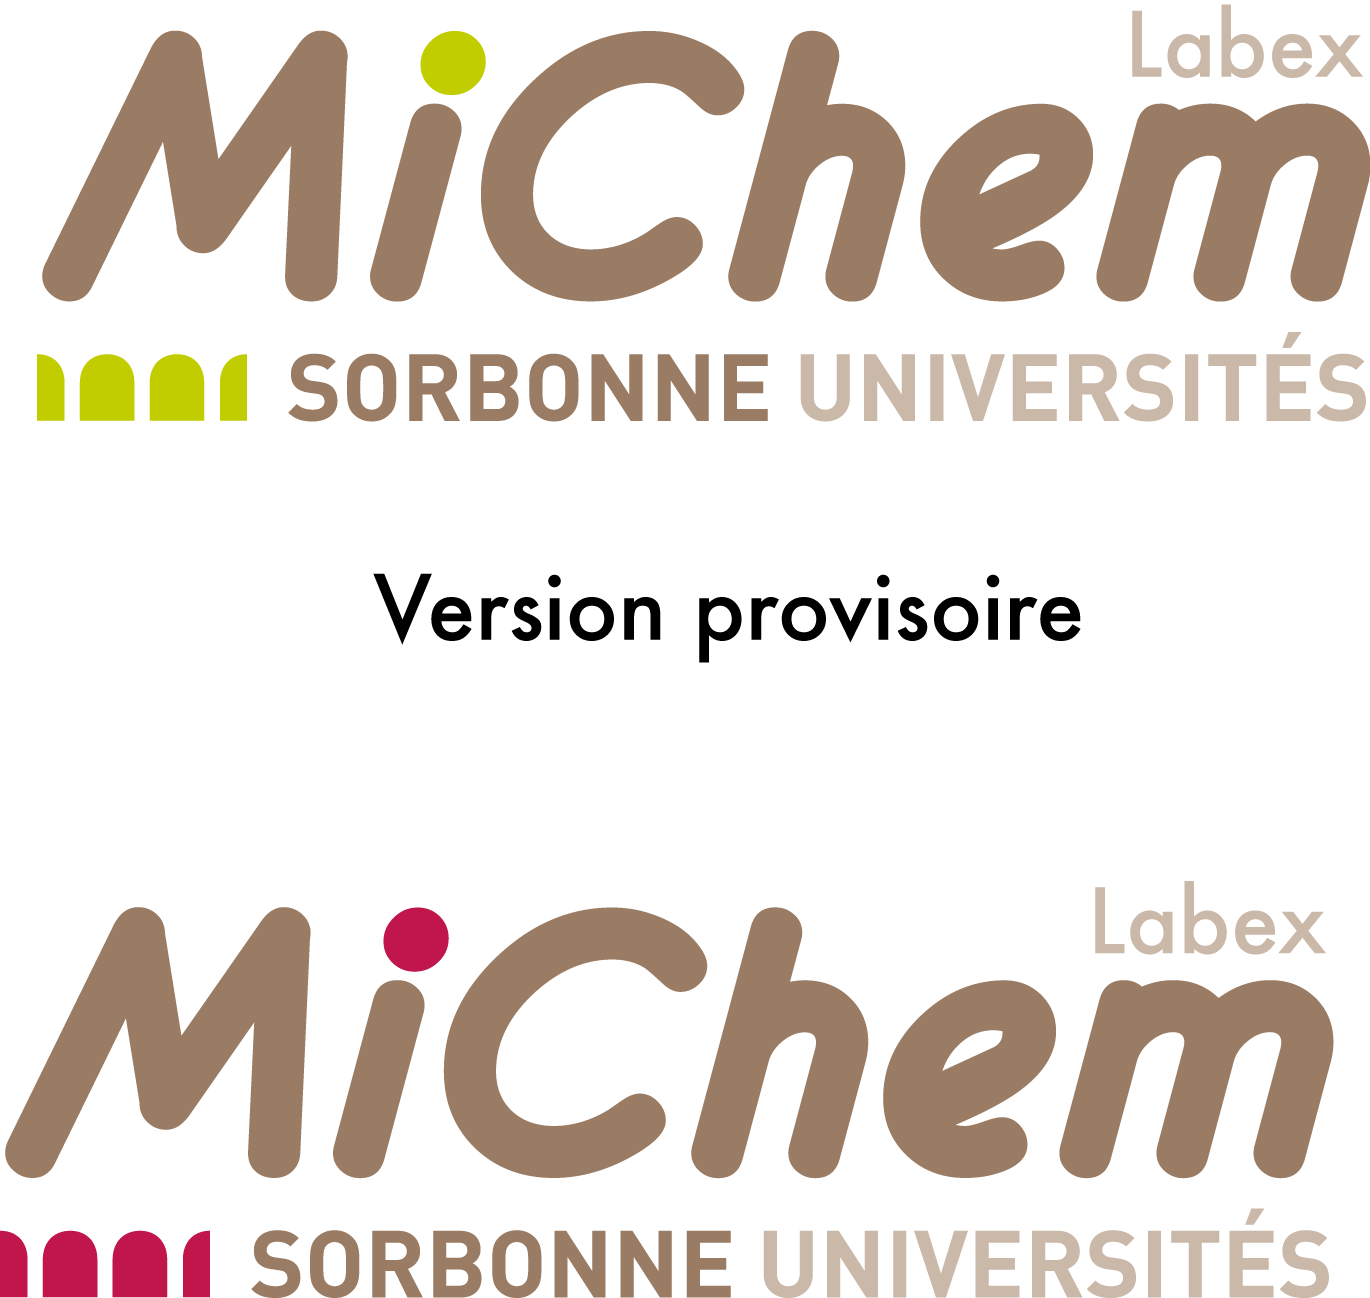 Labex
MiChem
SORBONNE UNIVERSITÉS
Version provisoire
Labex
MiChem
SORBONNE UNIVERSITÉS